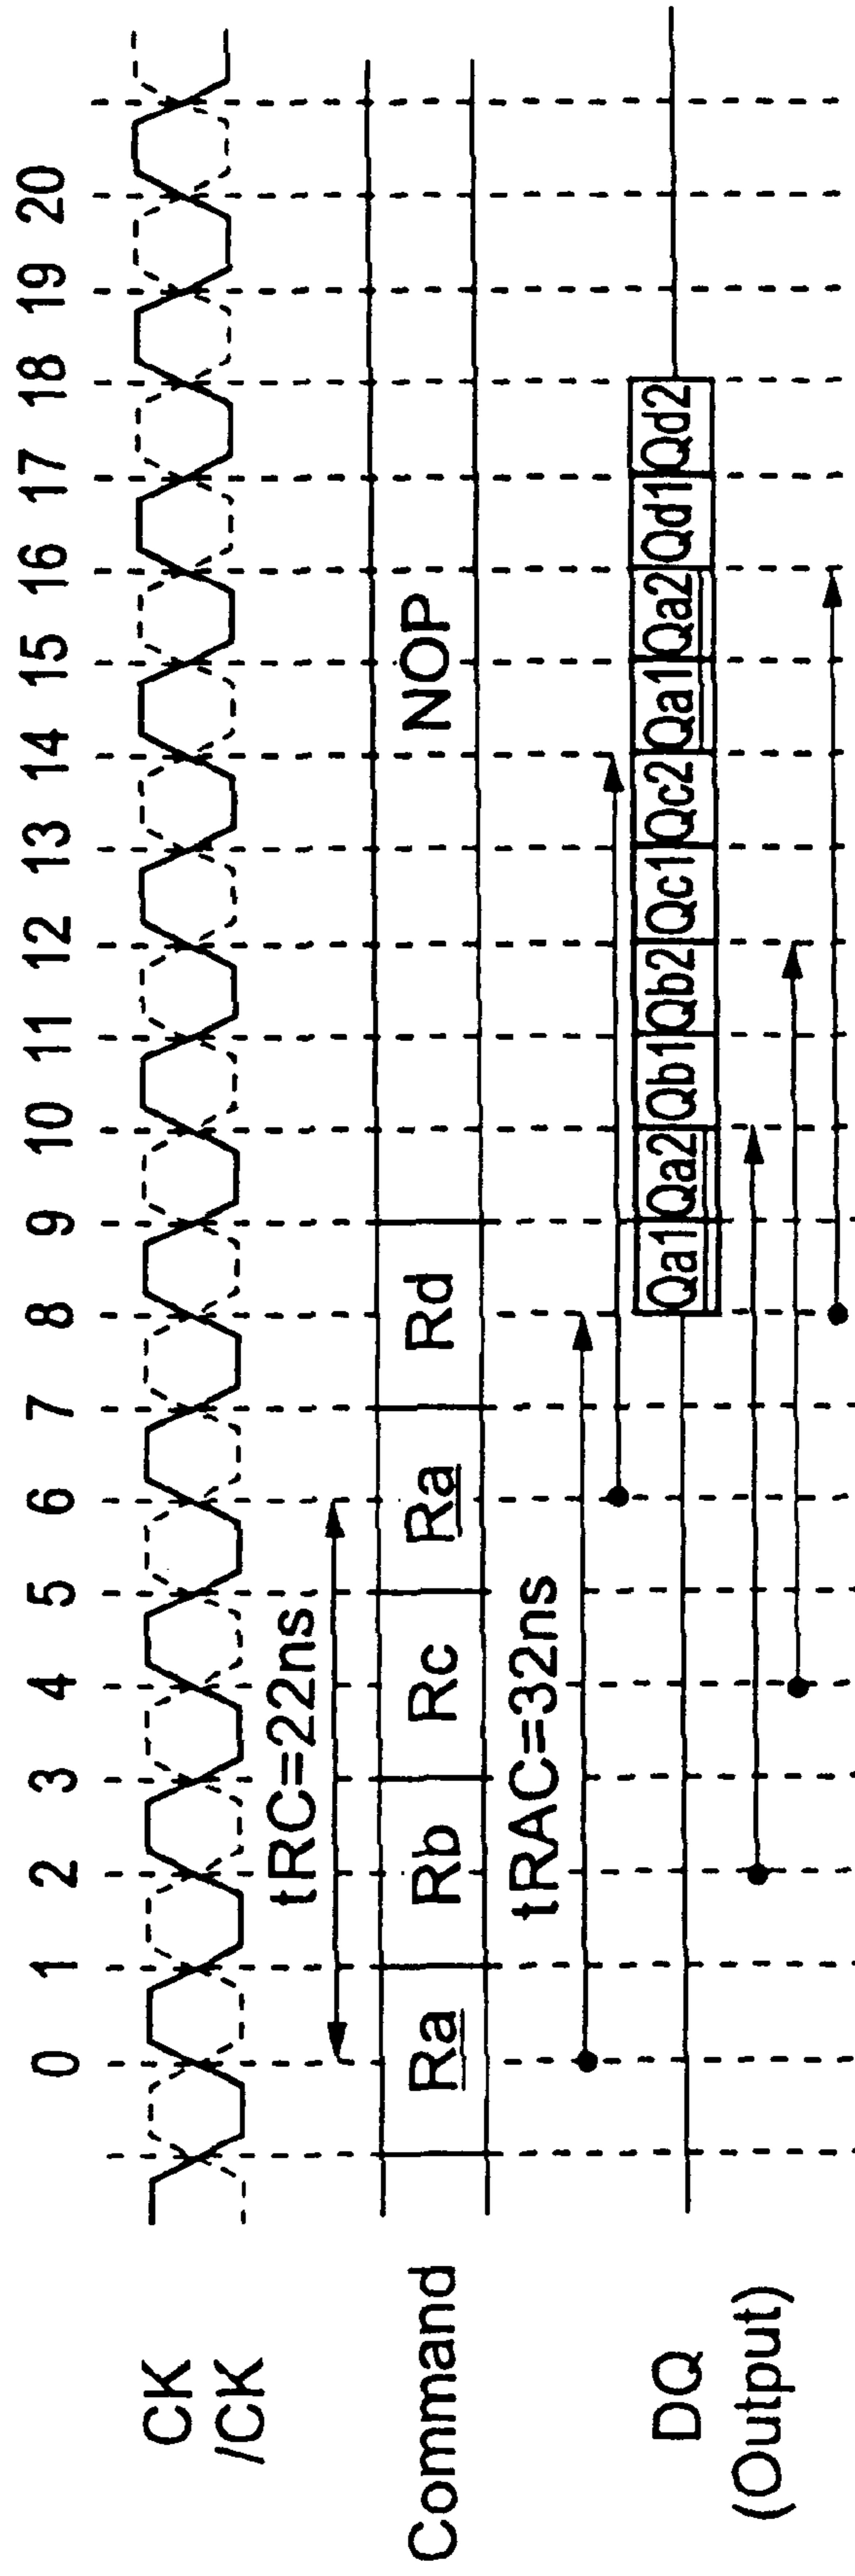 0 1 2 3 4 5 6 7 8 9 10 11 12 13 14 15 16 17 18 19 20
CK
/CK
tRC=22ns
Command Ra Rb Rc Ra Rd NOP
tRAC=32ns
DQ Qa1 Qa2 Qb1 Qb2 Qc1 Qc2 Qa1 Qa2 Qd1 Qd2
(Output)